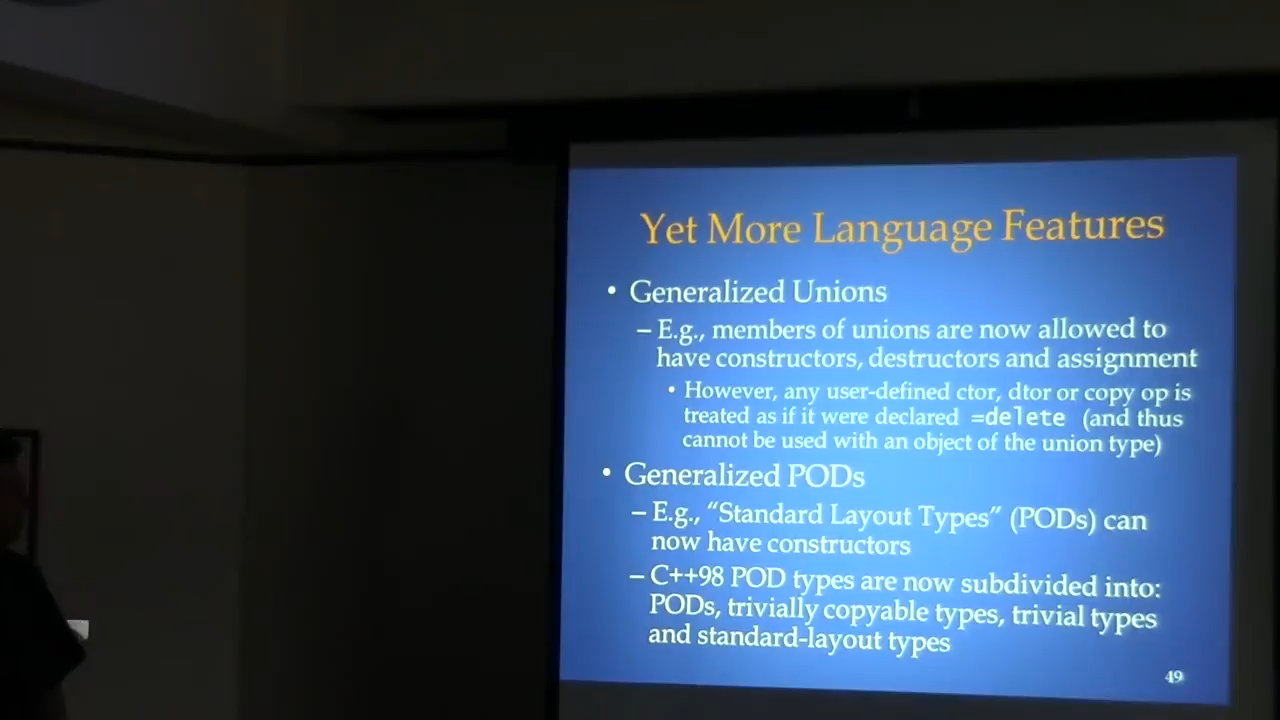 Yet More Language Features
• Generalized Unions
– E.g., members of unions are now allowed to
have constructors, destructors and assignment
• However, any user-defined ctor, dtor or copy op is
treated as if it were declared =delete (and thus
cannot be used with an object of the union type)
• Generalized PODs
– E.g., “Standard Layout Types” (PODs) can
now have constructors
– C++98 POD types are now subdivided into:
PODs, trivially copyable types, trivial types
and standard-layout types
49